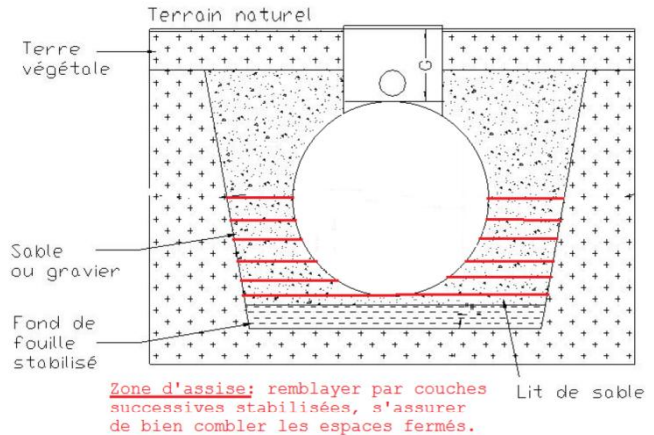 Terrain naturel
Terre
végétale
G
Sable
ou gravier
Fond de
fouille
stabilisé
Lit de sable
Zone d'assise: remblayer par couches
successives stabilisées, s'assurer
de bien combler les espaces fermés.